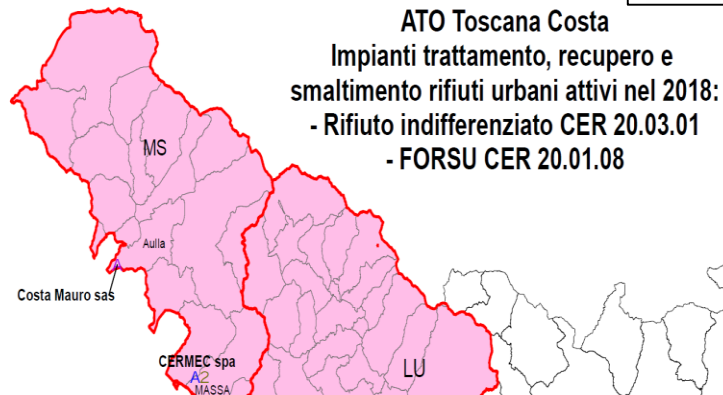 ATO Toscana Costa
Impianti trattamento, recupero e
smaltimento rifiuti urbani attivi nel 2018:
- Rifiuto indifferenziato CER 20.03.01
- FORSU CER 20.01.08
MS
Aulla
A
Costa Mauro sas
CERMEC spa
A2
MASSA
LU